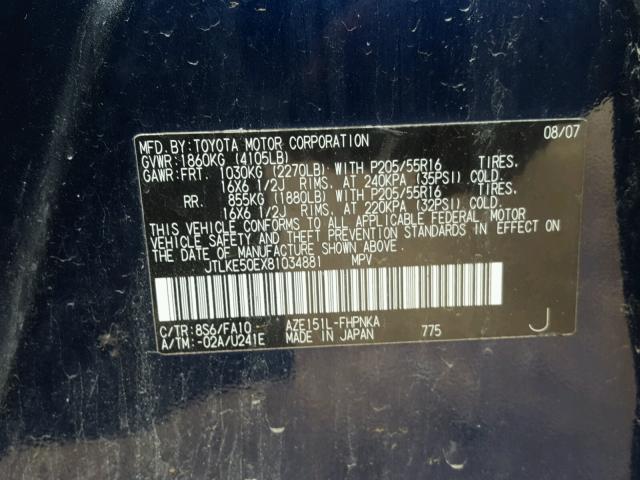 MFD. BY: TOYOTA MOTOR CORPORATION 08/07
GVWR: 1860KG (4105LB)
GAWR: FRT. 1030KG (2270LB), WITH P205/55R16 TIRES.
16X6 1/2J RIMS, AT 240KPA (35PSI) COLD.
RR. 855KG (1880LB), WITH P205/55R16 TIRES.
16X6 1/2J RIMS, AT 220KPA (32PSI) COLD.
THIS VEHICLE CONFORMS TO ALL APPLICABLE FEDERAL MOTOR
VEHICLE SAFETY AND THEFT PREVENTION STANDARDS IN EFFECT ON
THE DATE OF MANUFACTURE SHOWN ABOVE.
JTLKE50EX81034881 MPV
C/TR: 8S6/FA10 AZE151L-FHPNKA J
A/TM: -02A/U241E MADE IN JAPAN 775